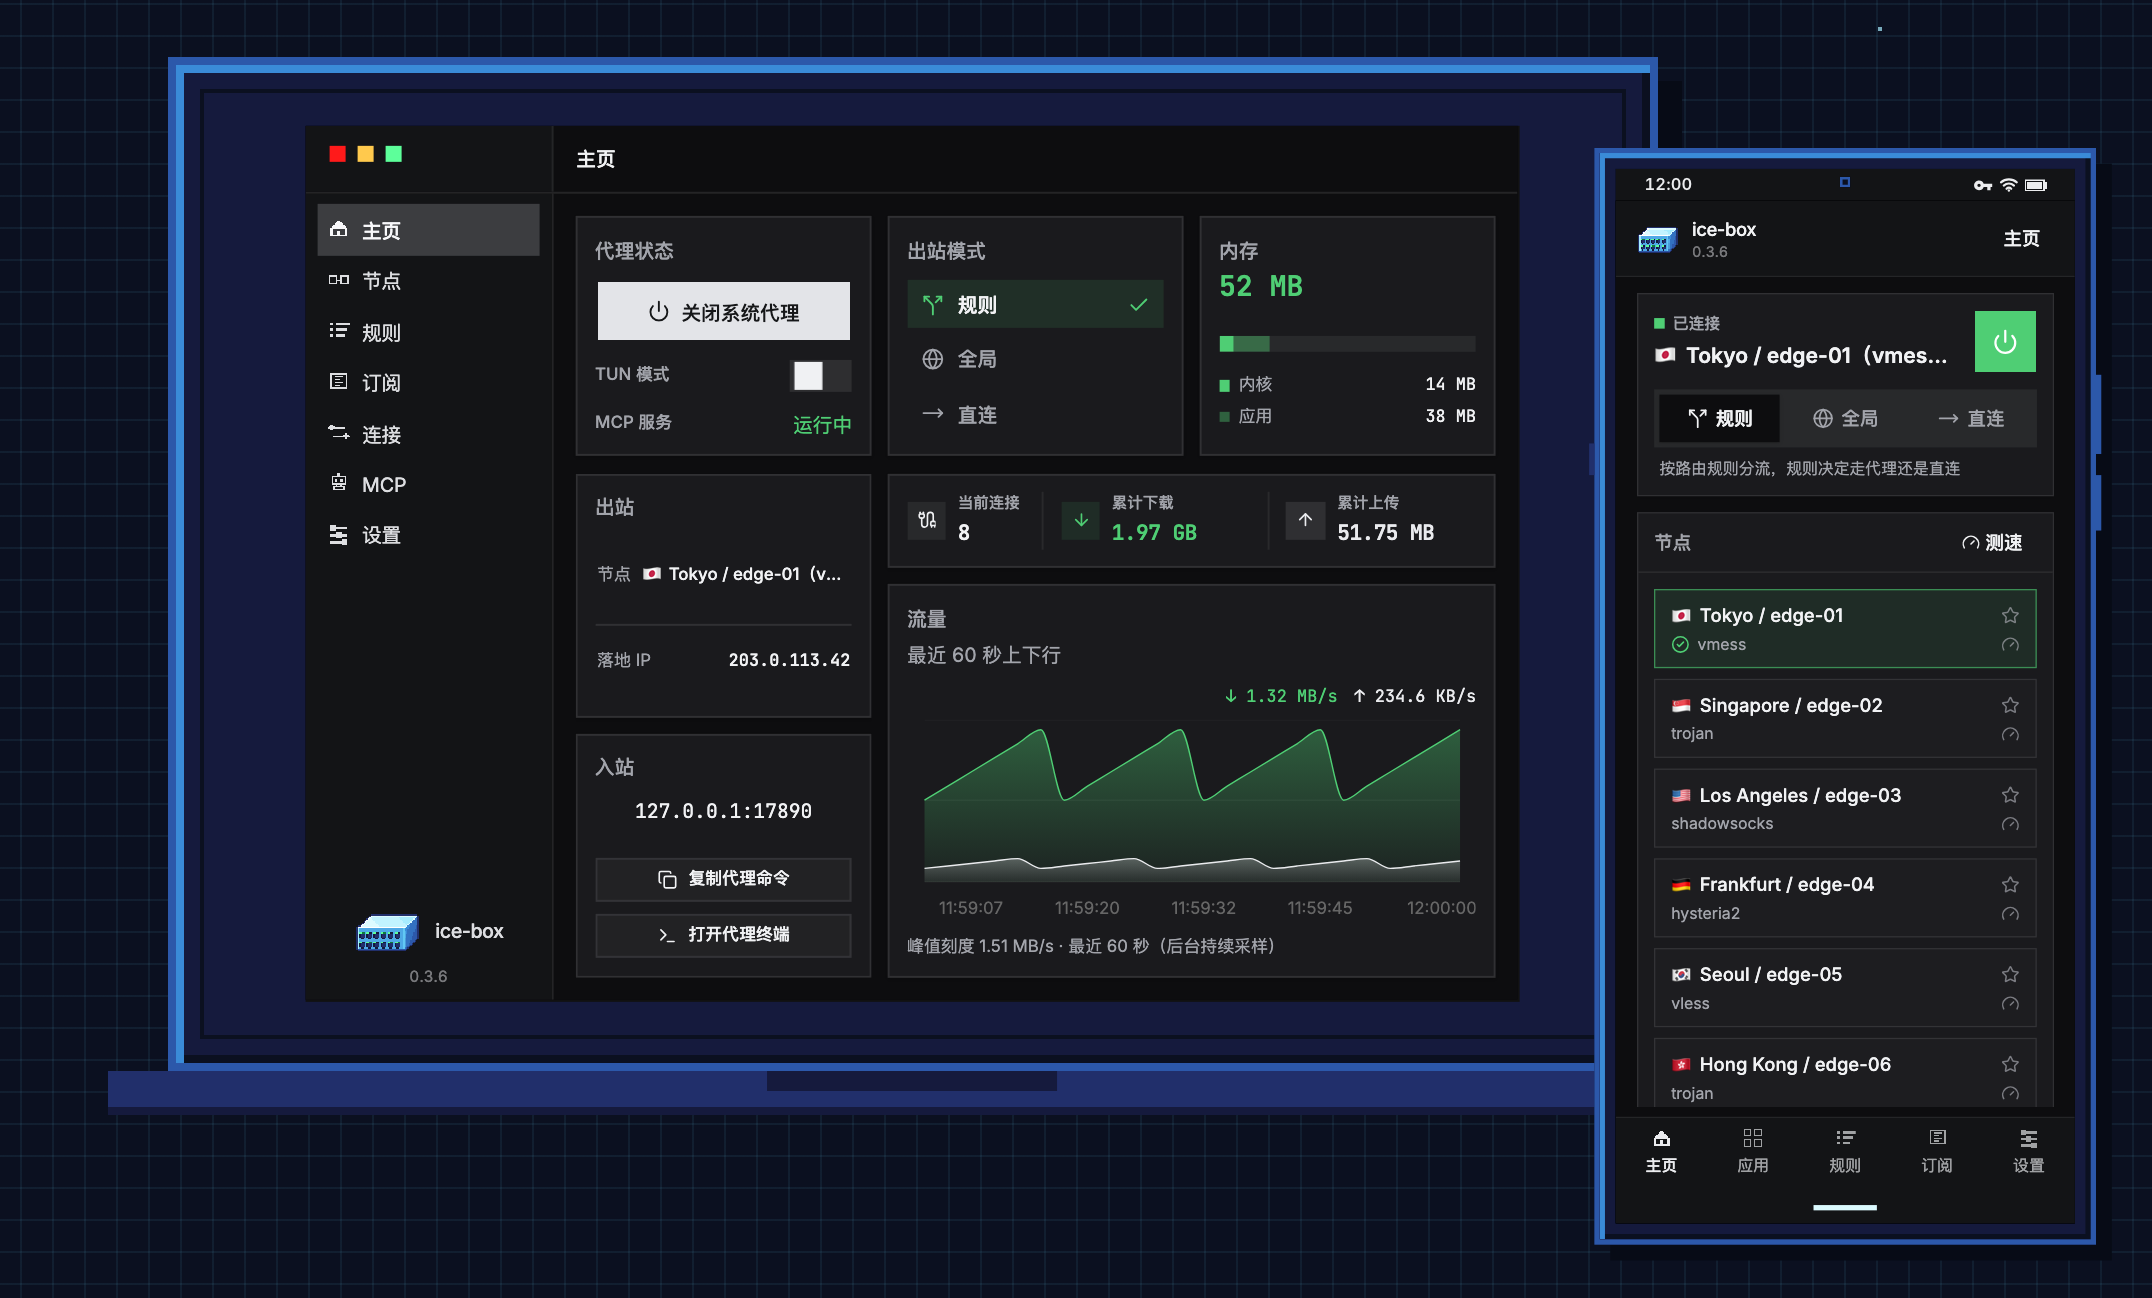 主页
主页
节点
规则
订阅
连接
MCP
设置
ice-box
0.3.6
代理状态
关闭系统代理
TUN 模式
MCP 服务 运行中
出站模式
规则
全局
直连
内存
52 MB
内核 14 MB
应用 38 MB
出站
节点 Tokyo / edge-01（v...
落地 IP 203.0.113.42
当前连接
8
累计下载
1.97 GB
累计上传
51.75 MB
入站
127.0.0.1:17890
复制代理命令
打开代理终端
流量
最近 60 秒上下行
↓ 1.32 MB/s ↑ 234.6 KB/s
11:59:07 11:59:20 11:59:32 11:59:45 12:00:00
峰值刻度 1.51 MB/s · 最近 60 秒（后台持续采样）
12:00
ice-box
0.3.6
主页
已连接
Tokyo / edge-01（vmes...
规则 全局 直连
按路由规则分流，规则决定走代理还是直连
节点 测速
Tokyo / edge-01
vmess
Singapore / edge-02
trojan
Los Angeles / edge-03
shadowsocks
Frankfurt / edge-04
hysteria2
Seoul / edge-05
vless
Hong Kong / edge-06
trojan
主页 应用 规则 订阅 设置